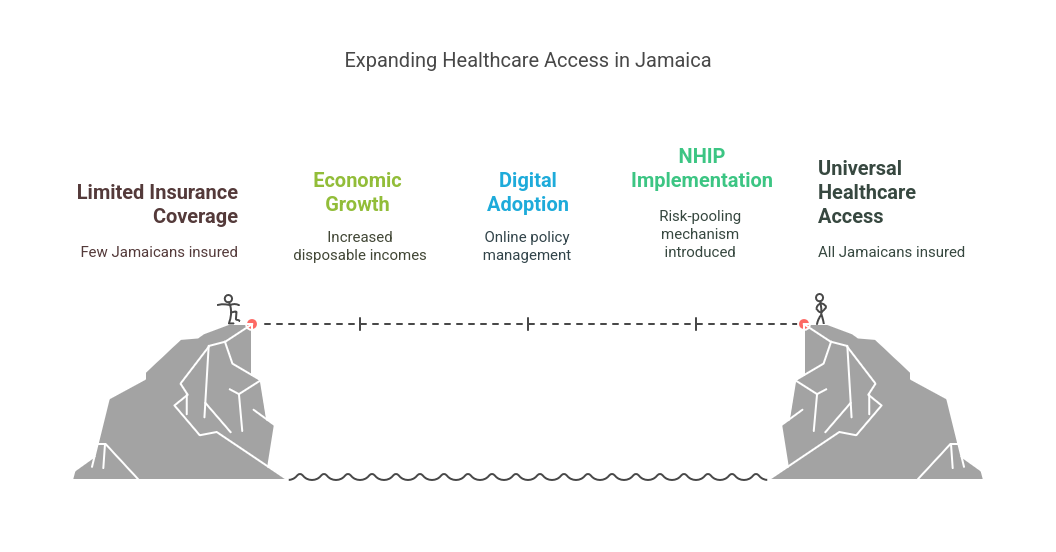 Expanding Healthcare Access in Jamaica
Limited Insurance
Coverage
Few Jamaicans insured
Economic
Growth
Increased
disposable incomes
Digital
Adoption
Online policy
management
NHIP
Implementation
Risk-pooling
mechanism
introduced
Universal
Healthcare
Access
All Jamaicans insured